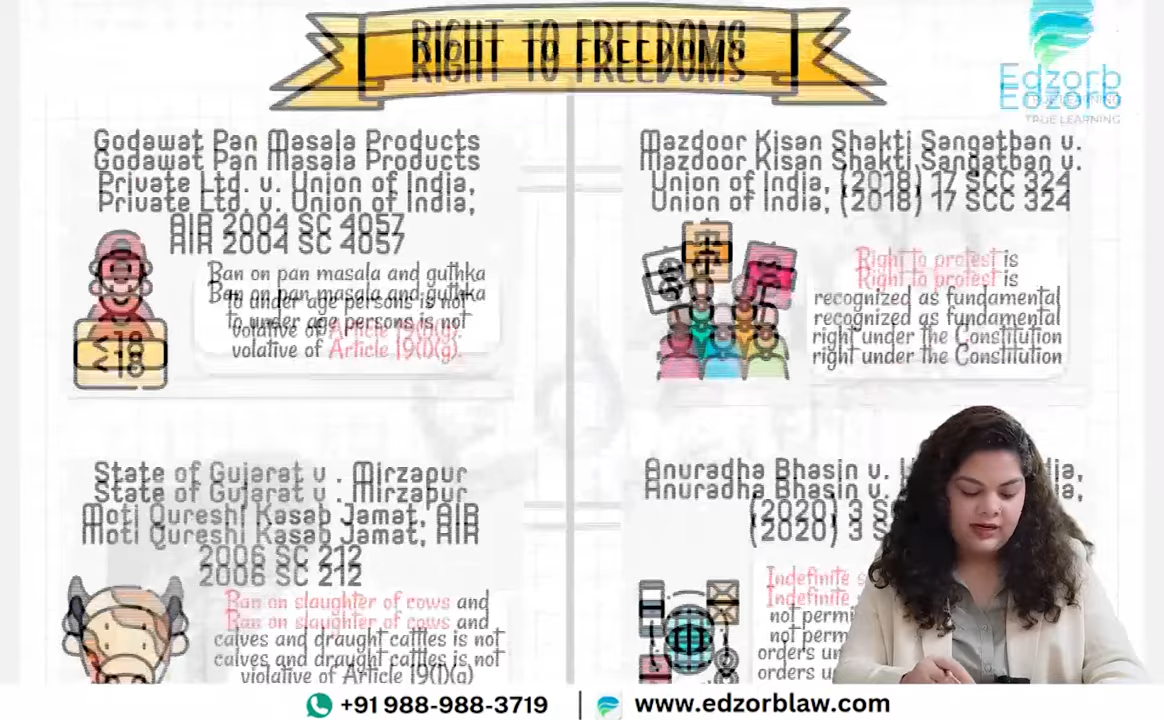 RIGHT TO FREEDOMS
Edzorb
TRUE LEARNING
Godawat Pan Masala Products
Private Ltd. v. Union of India,
AIR 2004 SC 4057
Ban on pan masala and guthka
to under age persons is not
volative of Article 19(1)(g).
<18
Mazdoor Kisan Shakti Sangatban v.
Union of India, (2018) 17 SCC 324
Right to protest is
recognized as fundamental
right under the Constitution
State of Gujarat v . Mirzapur
Moti Qureshi Kasab Jamat, AIR
2006 SC 212
Ban on slaughter of cows and
calves and draught cattles is not
violative of Article 19(1)(g)
Anuradha Bhasin v.
(2020) 3
Indefinite
not
orders
+91 988-988-3719
www.edzorblaw.com